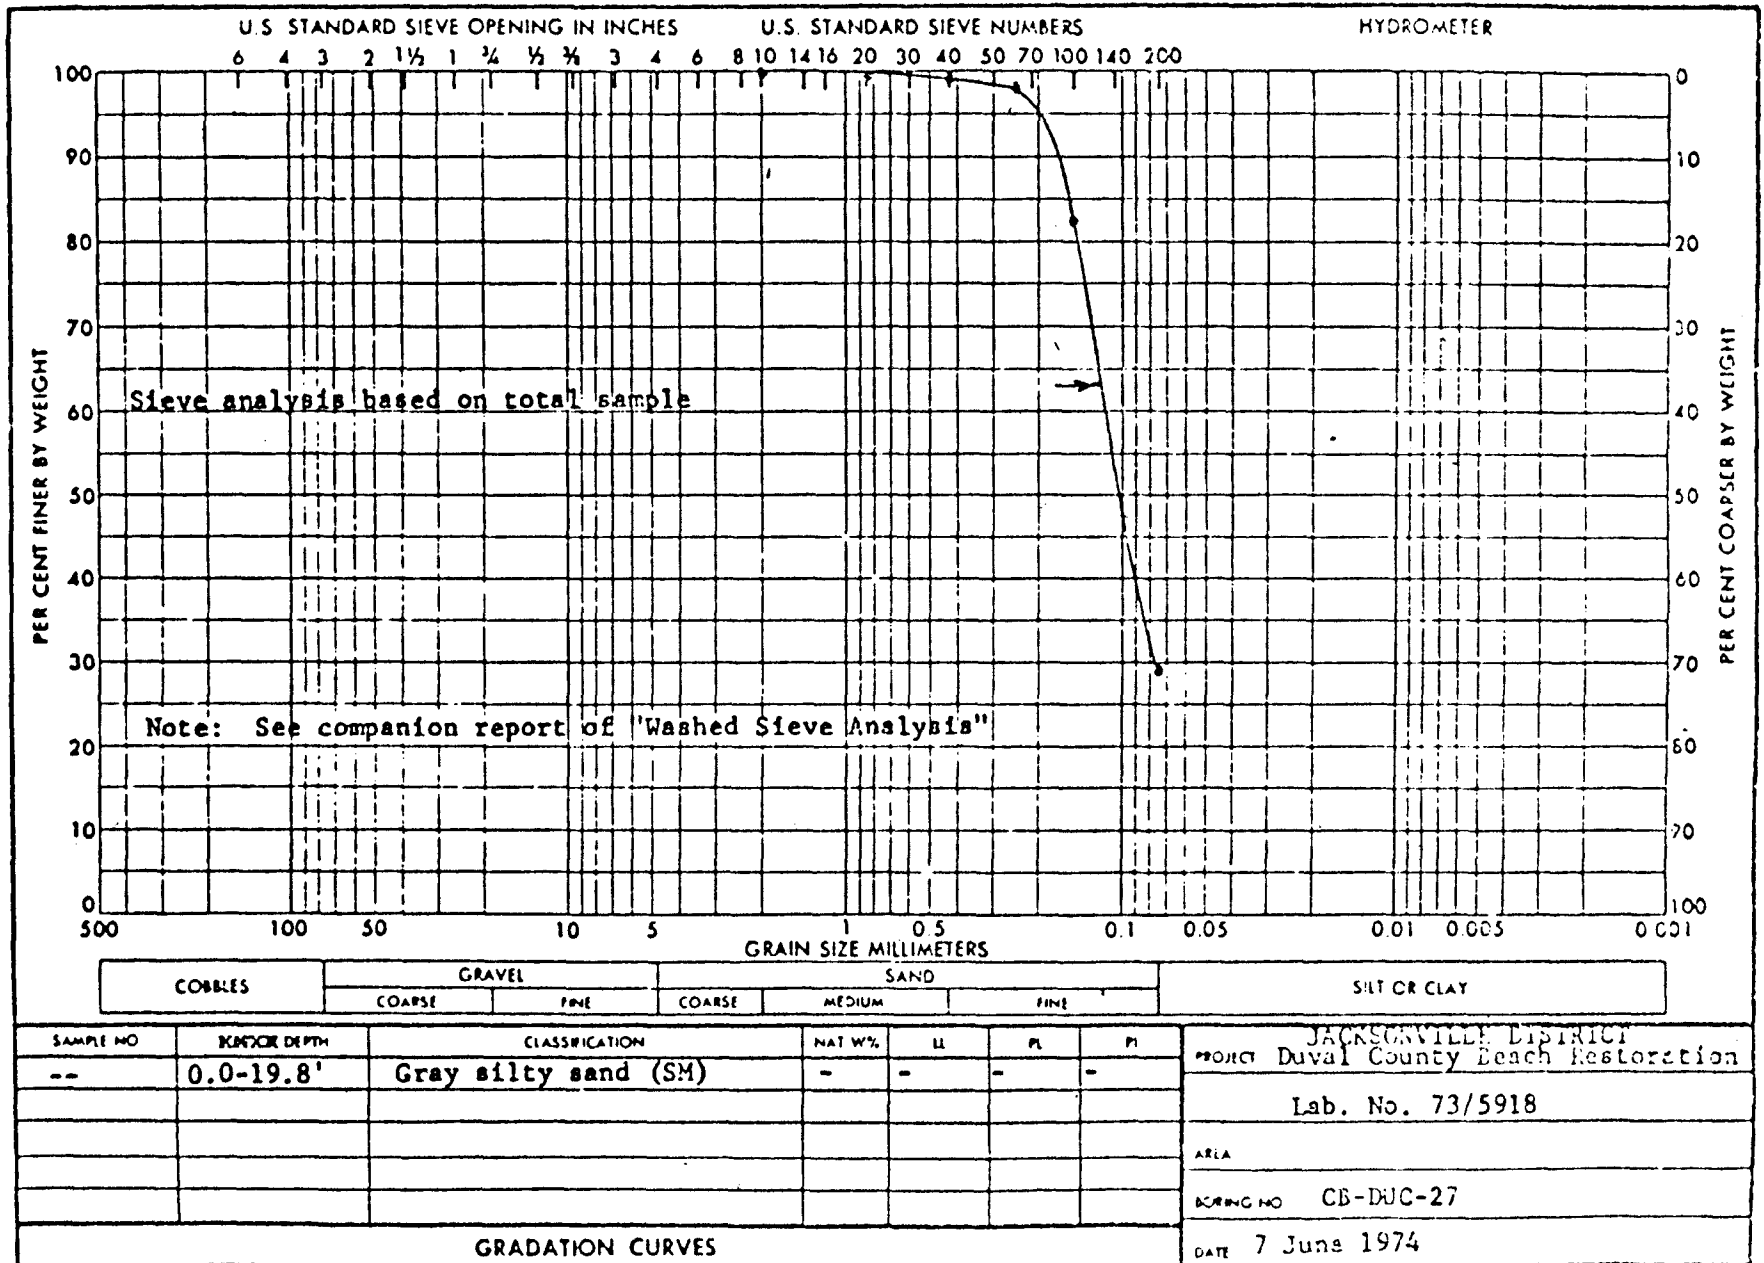 U.S STANDARD SIEVE OPENING IN INCHES U.S. STANDARD SIEVE NUMBERS HYDROMETER
6 4 3 2 1½ 1 ¾ ½ ⅜ 3 4 6 8 10 14 16 20 30 40 50 70 100 140 200
100 0
90 10
80 20
70 30
Sieve analysis based on total sample
60 40
50 50
40 60
30 70
Note: See companion report of "Washed Sieve Analysis"
20 80
10 90
0 100
PER CENT FINER BY WEIGHT
PER CENT COARSER BY WEIGHT
500 100 50 10 5 1 0.5 0.1 0.05 0.01 0.005 0.001
GRAIN SIZE MILLIMETERS
COBBLES GRAVEL SAND SILT OR CLAY
COARSE FINE COARSE MEDIUM FINE
SAMPLE NO DEPTH CLASSIFICATION NAT W% LL PL PI
-- 0.0-19.8' Gray silty sand (SM) - - - -
JACKSONVILLE DISTRICT
PROJECT Duval County Beach Restoration
Lab. No. 73/5918
AREA
BORING NO CB-DUC-27
DATE 7 June 1974
GRADATION CURVES